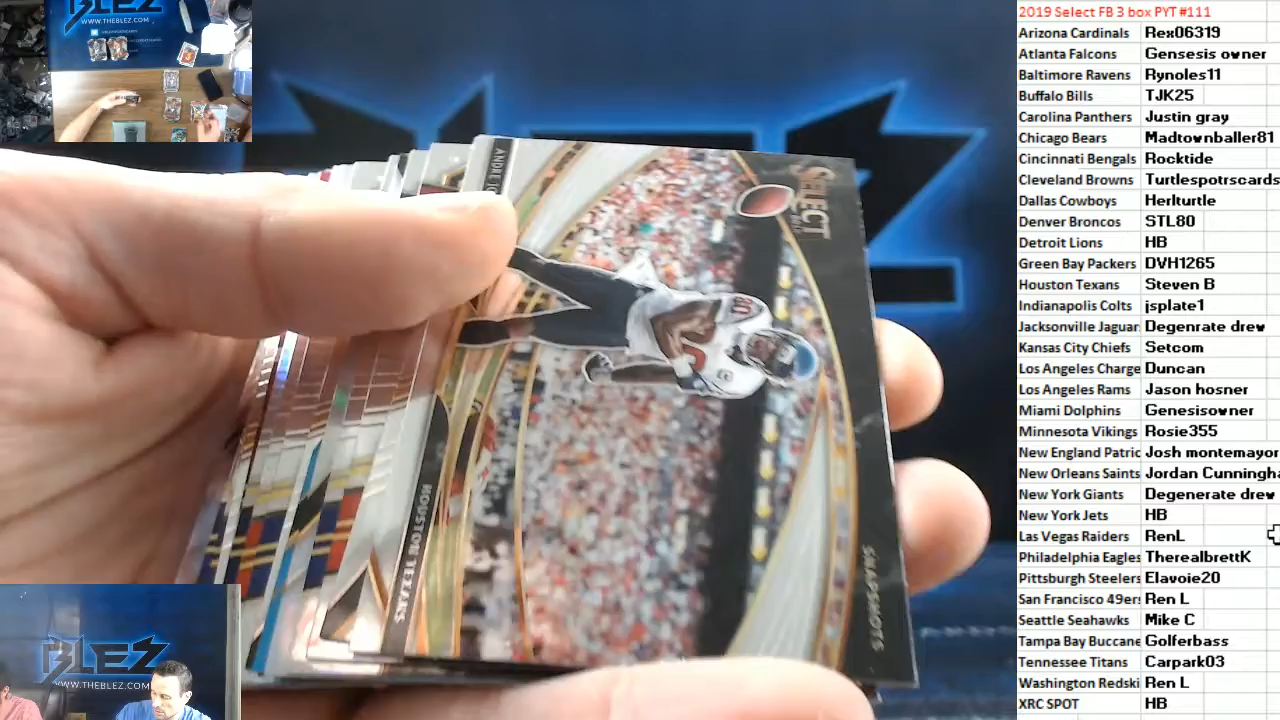 WWW.THEBLEZ.COM
SELECT
ANDRE
HOUSTON TEXANS
SNAPSHOTS
80
BLEZ
WWW.THEBLEZ.COM
2019 Select FB 3 box PYT #111
Arizona Cardinals Rex06319
Atlanta Falcons Gensesis owner
Baltimore Ravens Rynoles11
Buffalo Bills TJK25
Carolina Panthers Justin gray
Chicago Bears Madtownballer81
Cincinnati Bengals Rocktide
Cleveland Browns Turtlespotrscards
Dallas Cowboys Herlturtle
Denver Broncos STL80
Detroit Lions HB
Green Bay Packers DVH1265
Houston Texans Steven B
Indianapolis Colts jsplate1
Jacksonville Jaguar Degenrate drew
Kansas City Chiefs Setcom
Los Angeles Charge Duncan
Los Angeles Rams Jason hosner
Miami Dolphins Genesisowner
Minnesota Vikings Rosie355
New England Patric Josh montemayor
New Orleans Saints Jordan Cunningha
New York Giants Degenerate drew
New York Jets HB
Las Vegas Raiders RenL
Philadelphia Eagles TherealbrettK
Pittsburgh Steelers Elavoie20
San Francisco 49er Ren L
Seattle Seahawks Mike C
Tampa Bay Buccane Golferbass
Tennessee Titans Carpark03
Washington Redski Ren L
XRC SPOT HB